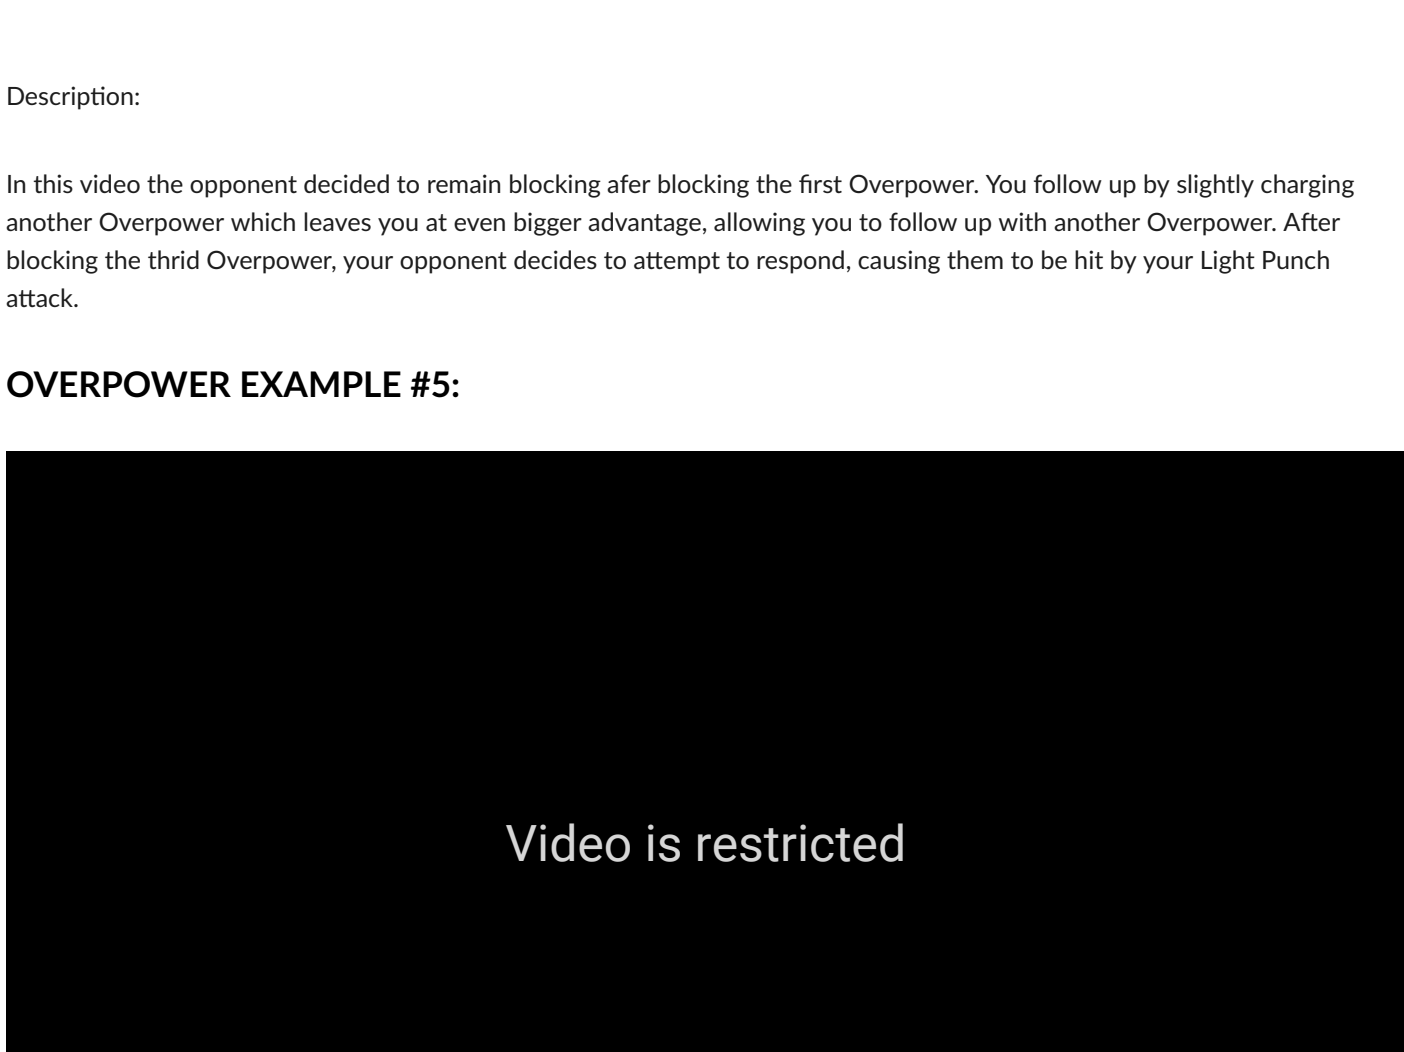 Description:
In this video the opponent decided to remain blocking afer blocking the first Overpower. You follow up by slightly charging
another Overpower which leaves you at even bigger advantage, allowing you to follow up with another Overpower. After
blocking the thrid Overpower, your opponent decides to attempt to respond, causing them to be hit by your Light Punch
attack.
OVERPOWER EXAMPLE #5:
Video is restricted